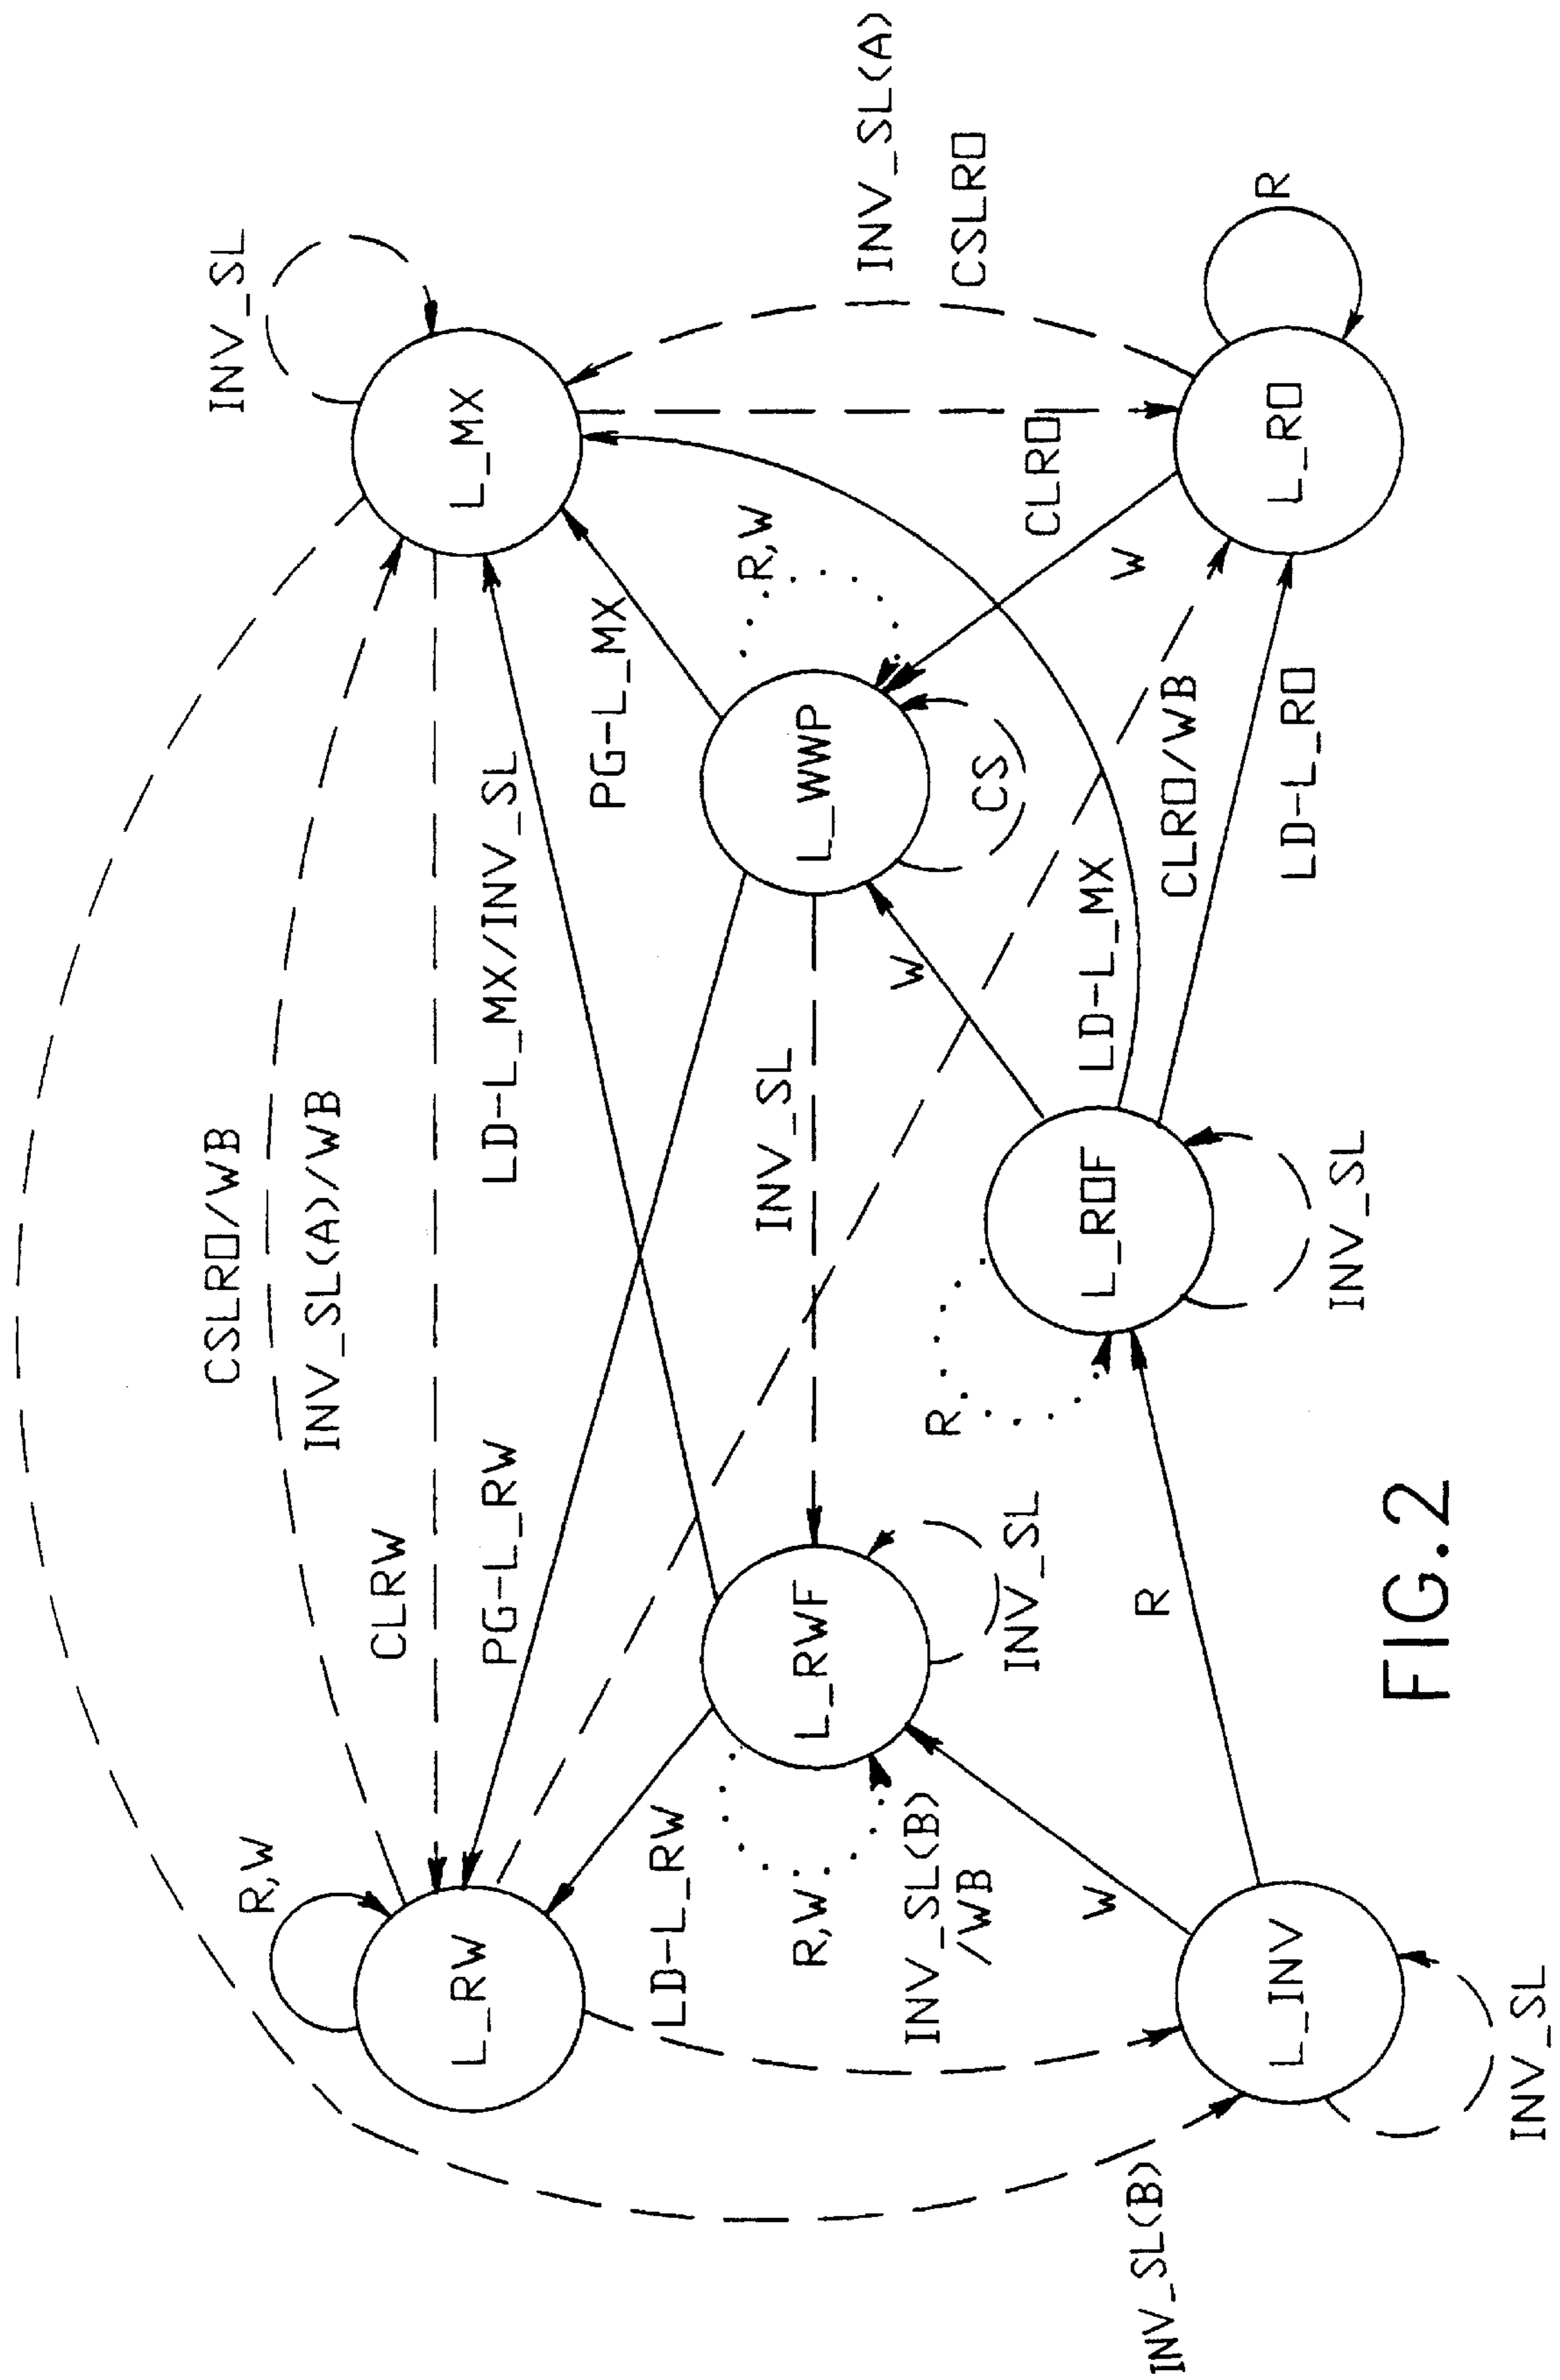 INV_SL(B)
CSLRO/WB
INV_SL
R,W
INV_SL(A)/WB
CLRW
L_RW
L_MX
PG-L_RW
LD-L_MX/INV_SL
PG-L_MX
LD-L_RW
INV_SL
R,W
R,W
L_RWF
L_WWP
INV_SL(A)
INV_SL(B)
/WB
W
CSLRO
R
INV_SL
CS
W
L_ROF
LD-L_MX
CLRO
R
W
CLRO/WB
L_INV
LD-L_RO
L_RO
R
INV_SL
INV_SL
FIG.2